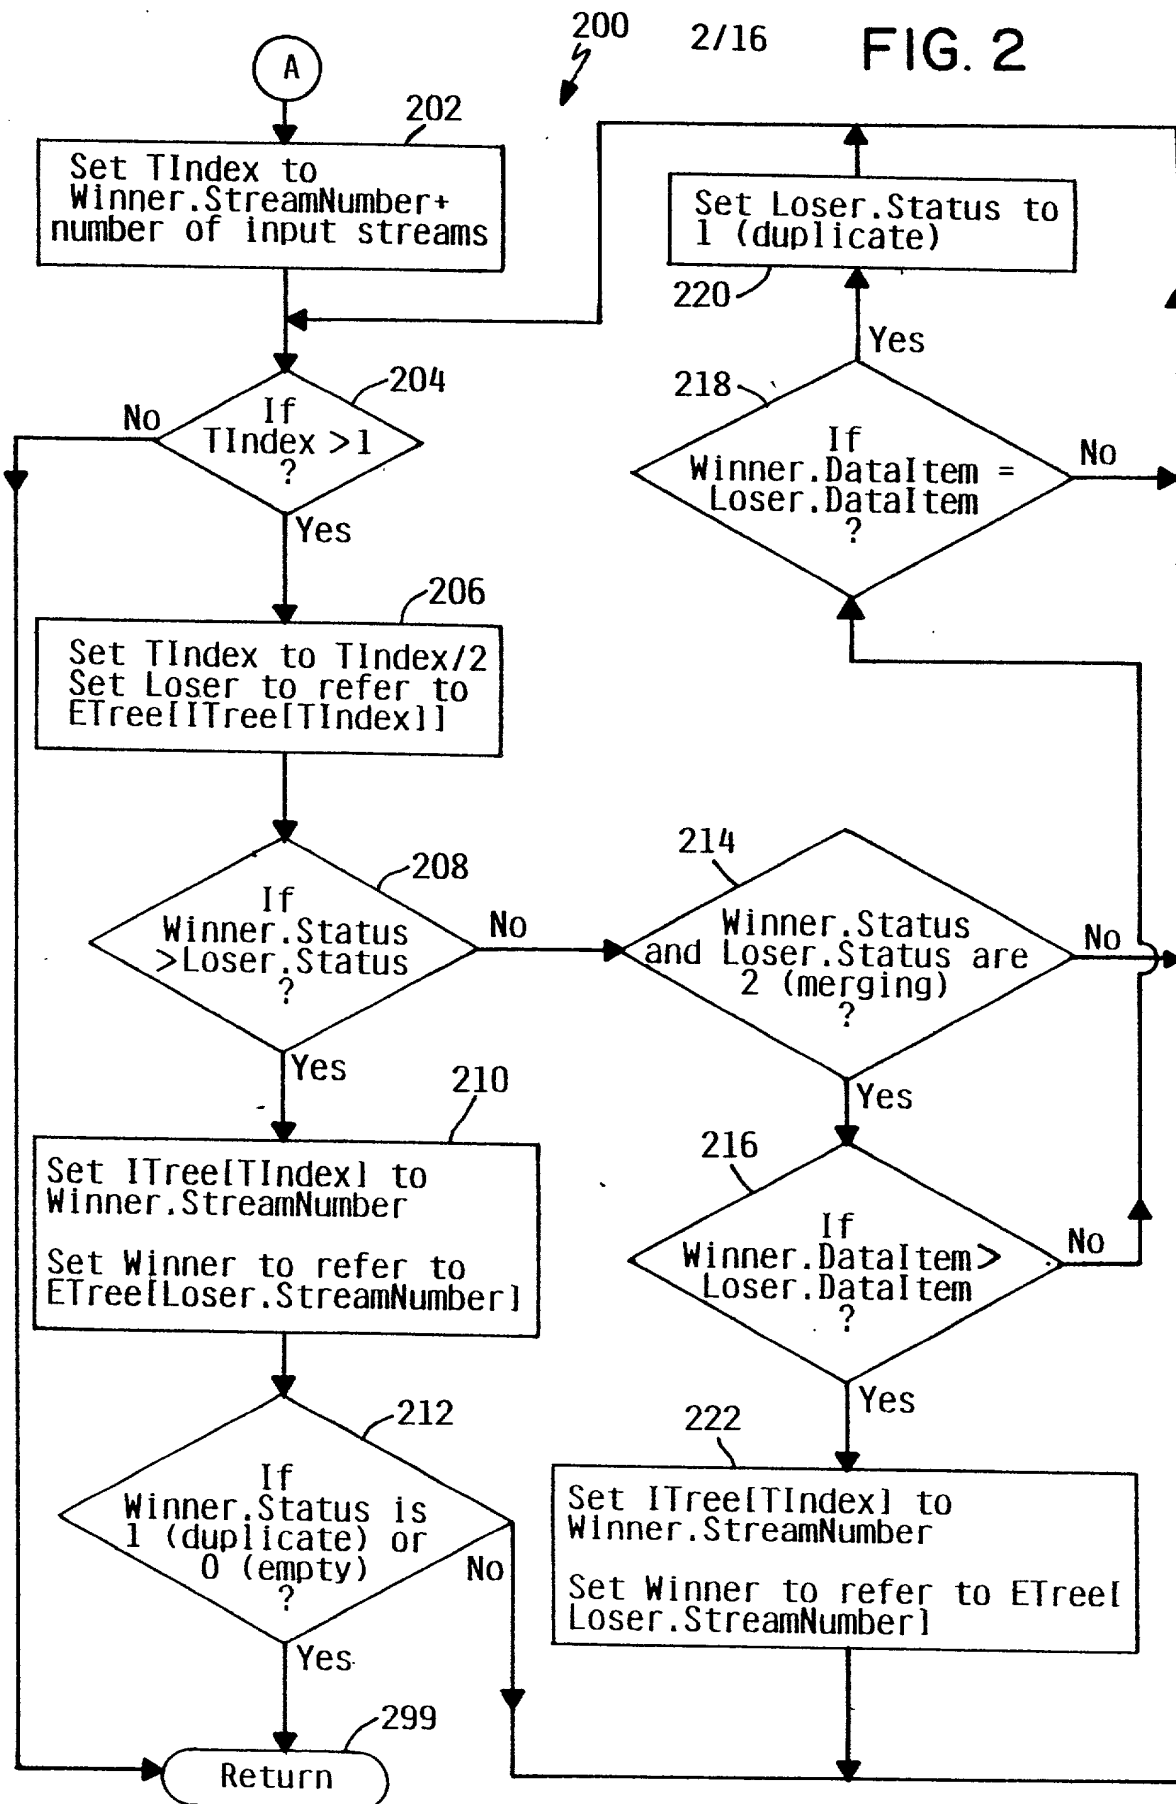 200
2/16
FIG. 2
A
202
Set TIndex to
Winner.StreamNumber+
number of input streams
204
If
TIndex >1
?
No
Yes
206
Set TIndex to TIndex/2
Set Loser to refer to
ETree[ITree[TIndex]]
208
If
Winner.Status
>Loser.Status
?
No
Yes
210
Set ITree[TIndex] to
Winner.StreamNumber
Set Winner to refer to
ETree[Loser.StreamNumber]
212
If
Winner.Status is
1 (duplicate) or
0 (empty)
?
No
Yes
299
Return
214
Winner.Status
and Loser.Status are
2 (merging)
?
No
Yes
216
If
Winner.DataItem>
Loser.DataItem
?
No
Yes
218
If
Winner.DataItem =
Loser.DataItem
?
No
Yes
220
Set Loser.Status to
1 (duplicate)
222
Set ITree[TIndex] to
Winner.StreamNumber
Set Winner to refer to ETree[
Loser.StreamNumber]